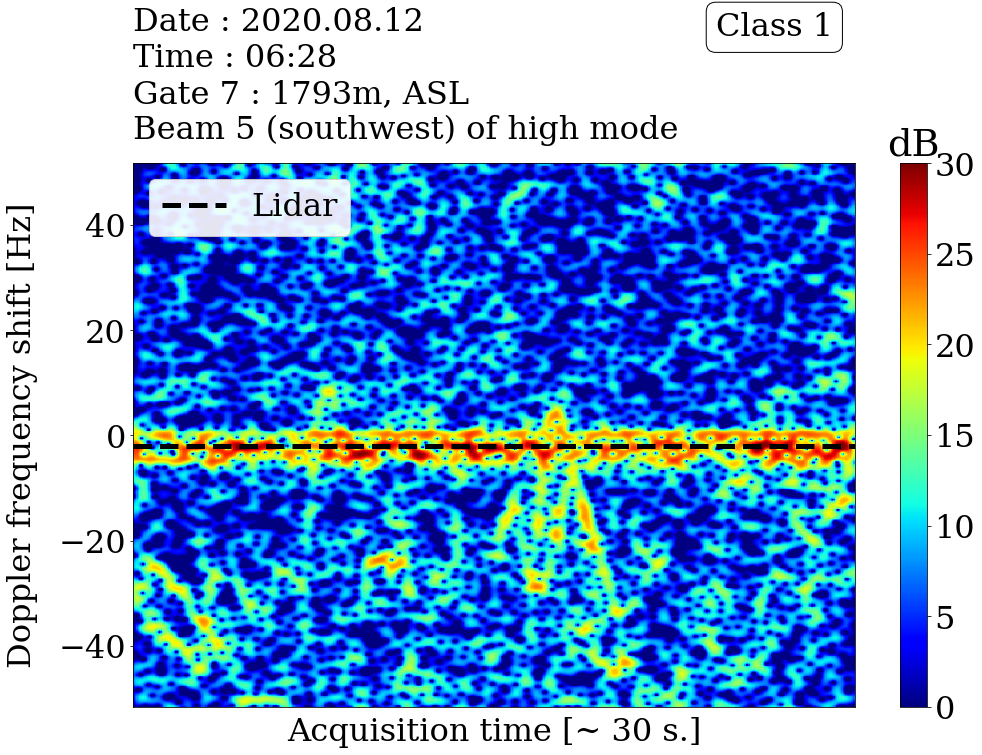 Date : 2020.08.12
Time : 06:28
Gate 7 : 1793m, ASL
Beam 5 (southwest) of high mode
Class 1
dB
Lidar
Doppler frequency shift [Hz]
40
20
0
−20
−40
Acquisition time [~ 30 s.]
30
25
20
15
10
5
0